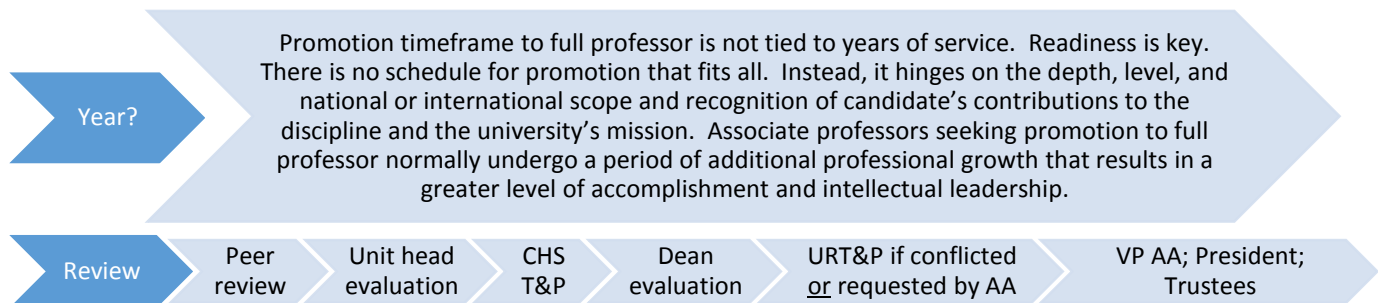 Year?
Promotion timeframe to full professor is not tied to years of service.  Readiness is key.
There is no schedule for promotion that fits all.  Instead, it hinges on the depth, level, and
national or international scope and recognition of candidate’s contributions to the
discipline and the university’s mission.  Associate professors seeking promotion to full
professor normally undergo a period of additional professional growth that results in a
greater level of accomplishment and intellectual leadership.
Review
Peer
review
Unit head
evaluation
CHS
T&P
Dean
evaluation
URT&P if conflicted
or requested by AA
VP AA; President;
Trustees